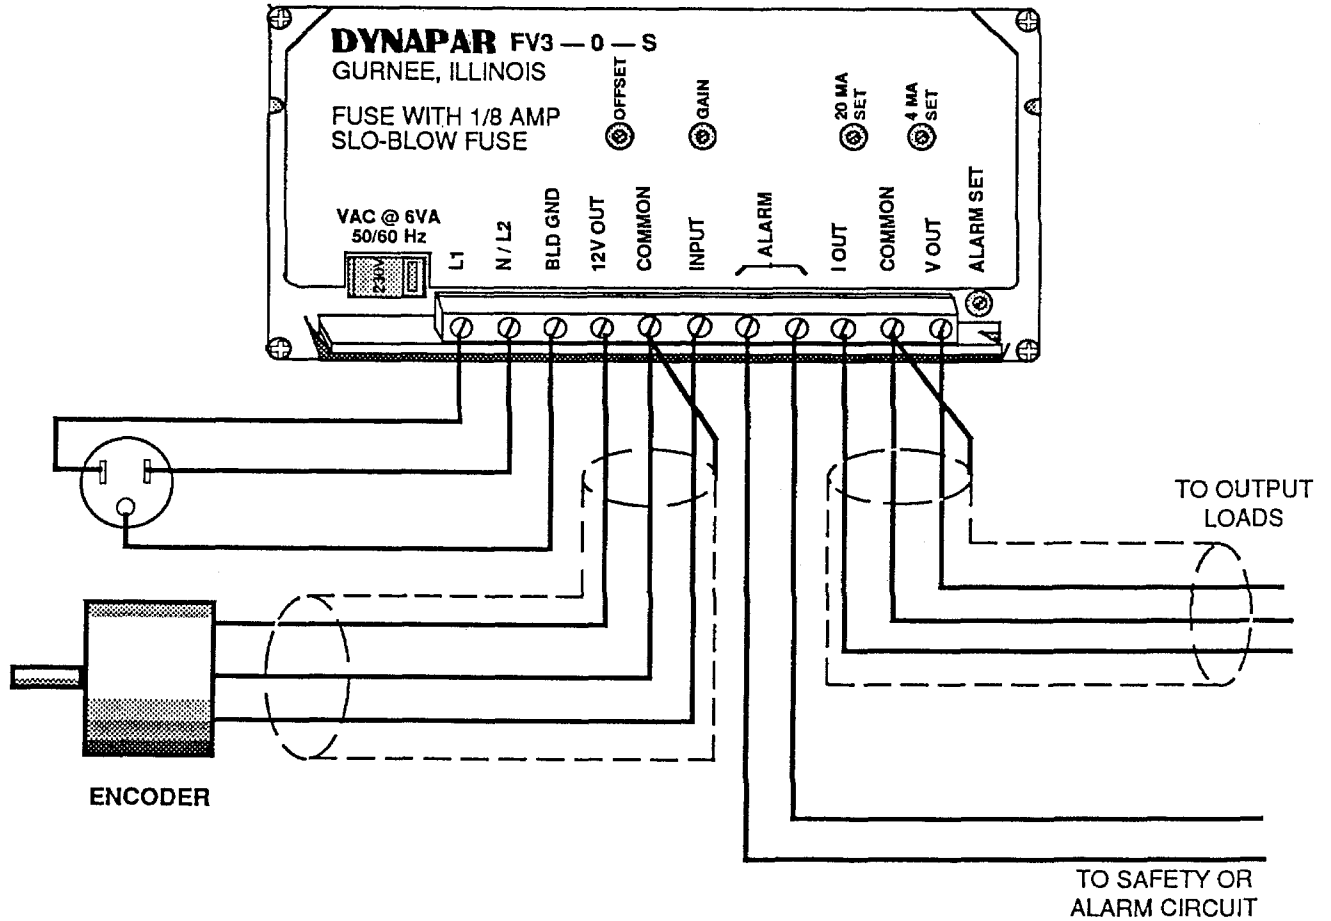 DYNAPAR FV3 — 0 — S
GURNEE, ILLINOIS
FUSE WITH 1/8 AMP
SLO-BLOW FUSE
OFFSET
GAIN
20 MA
SET
4 MA
SET
VAC @ 6VA
50/60 Hz
230V
L1
N / L2
BLD GND
12V OUT
COMMON
INPUT
ALARM
I OUT
COMMON
V OUT
ALARM SET
TO OUTPUT
LOADS
ENCODER
TO SAFETY OR
ALARM CIRCUIT